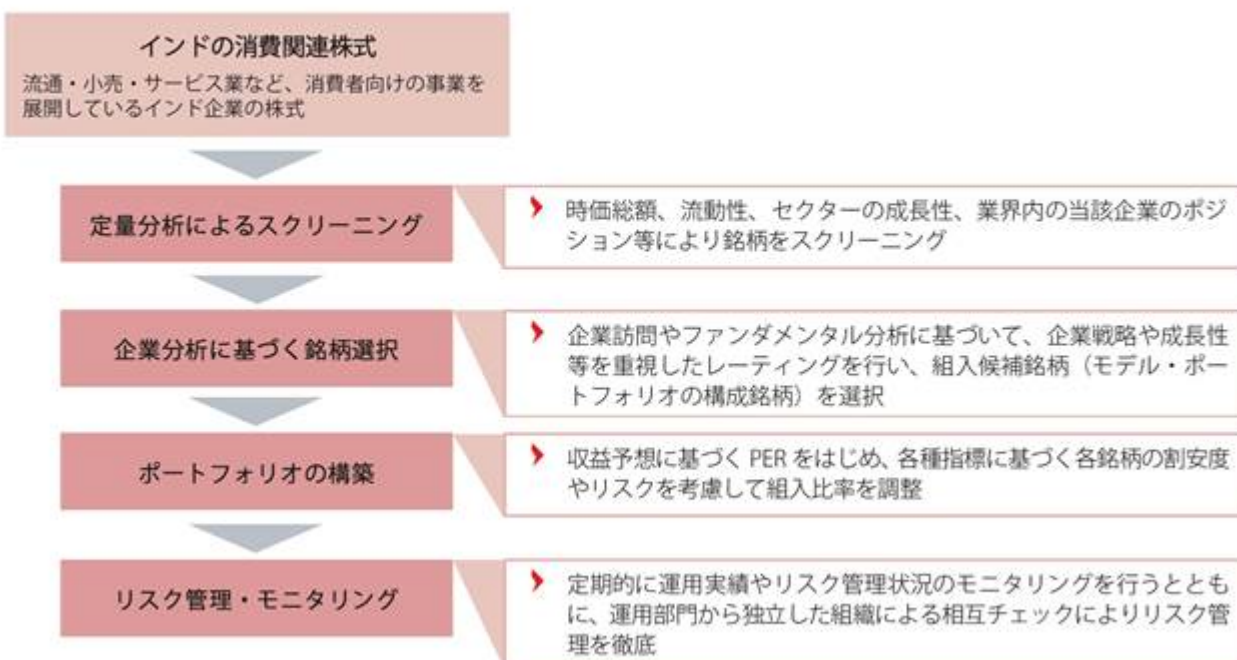 インドの消費関連株式
流通・小売・サービス業など、消費者向けの事業を
展開しているインド企業の株式
定量分析によるスクリーニング
時価総額、流動性、セクターの成長性、業界内の当該企業のポジ
ション等により銘柄をスクリーニング
企業分析に基づく銘柄選択
企業訪問やファンダメンタル分析に基づいて、企業戦略や成長性
等を重視したレーティングを行い、組入候補銘柄（モデル・ポー
トフォリオの構成銘柄）を選択
ポートフォリオの構築
収益予想に基づく PER をはじめ、各種指標に基づく各銘柄の割安度
やリスクを考慮して組入比率を調整
リスク管理・モニタリング
定期的に運用実績やリスク管理状況のモニタリングを行うととも
に、運用部門から独立した組織による相互チェックによりリスク管
理を徹底